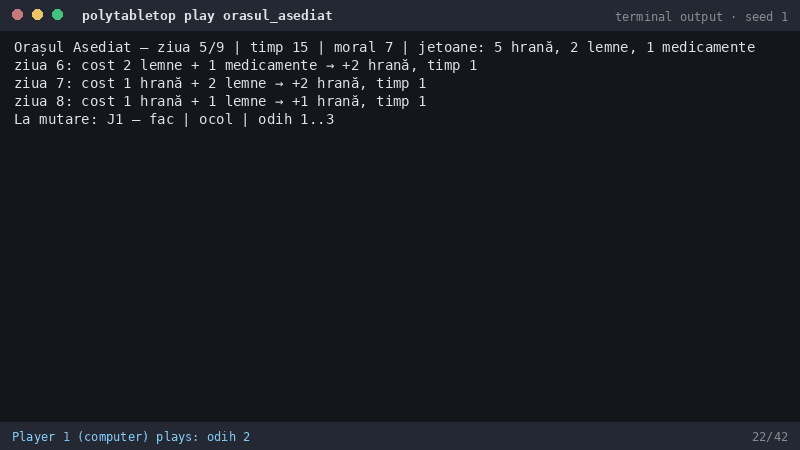 polytabletop play orasul_asediat
terminal output · seed 1
Orașul Asediat — ziua 5/9 | timp 15 | moral 7 | jetoane: 5 hrană, 2 lemne, 1 medicamente
ziua 6: cost 2 lemne + 1 medicamente → +2 hrană, timp 1
ziua 7: cost 1 hrană + 2 lemne → +2 hrană, timp 1
ziua 8: cost 1 hrană + 1 lemne → +1 hrană, timp 1
La mutare: J1 — fac | ocol | odih 1..3
Player 1 (computer) plays: odih 2
22/42